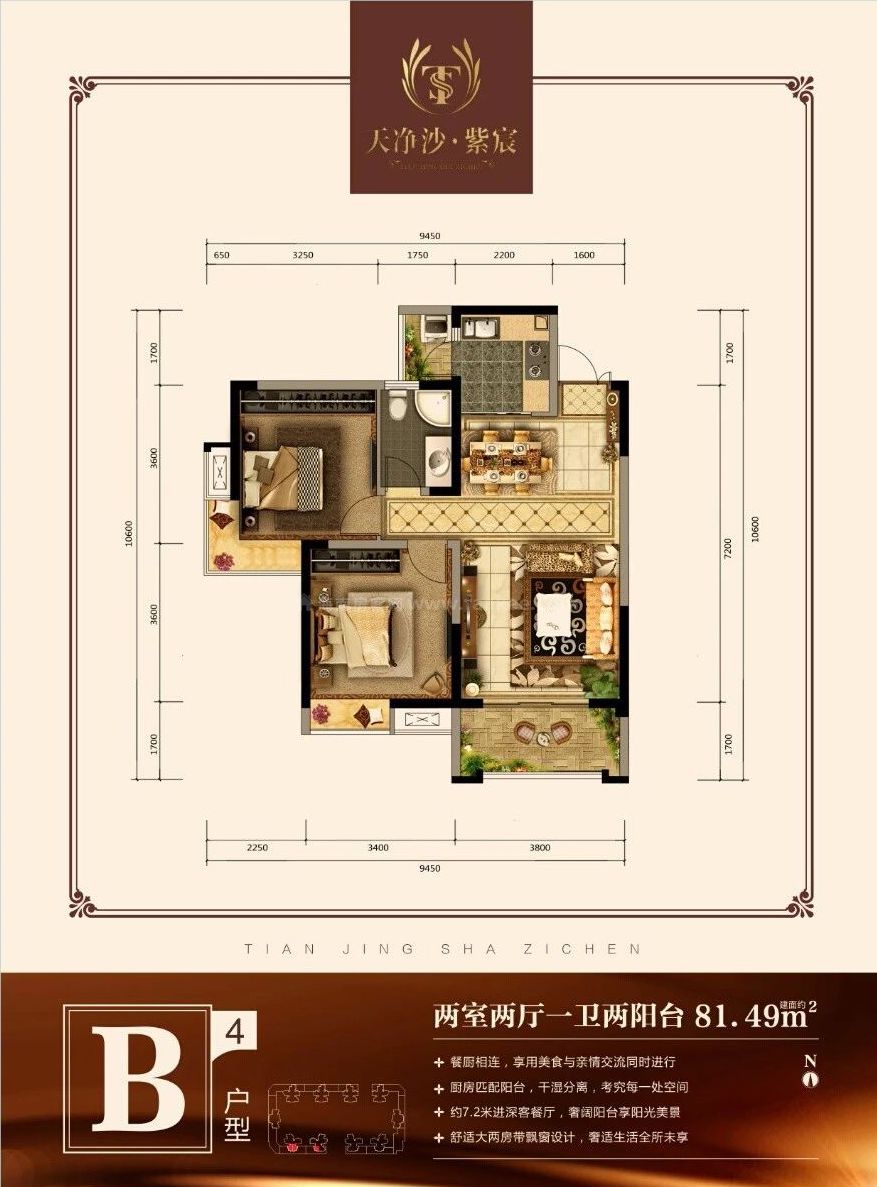 TS
天净沙·紫宸
9450
650 3250 1750 2200 1600
1700
3600
3600
1700
10600
1700
7200
1700
10600
2250 3400 3800
9450
TIAN JING SHA ZICHEN
B
4
户型
两室两厅一卫两阳台 81.49m²
建面约
餐厨相连，享用美食与亲情交流同时进行
厨房匹配阳台，干湿分离，考究每一处空间
约7.2米进深客餐厅，奢阔阳台享阳光美景
舒适大两房带飘窗设计，奢适生活全所未享
N